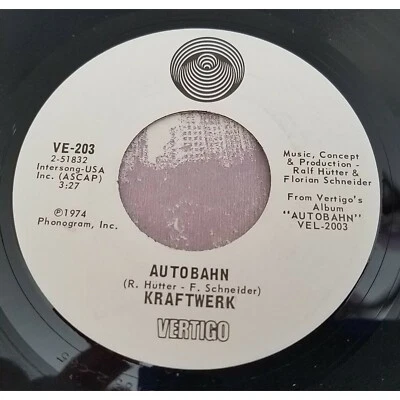 VE-203
2-51832
Intersong-USA
Inc. (ASCAP)
3:27
℗1974
Phonogram, Inc.
Music, Concept
& Production -
Ralf Hütter &
Florian Schneider
From Vertigo's
Album
"AUTOBAHN"
VEL-2003
AUTOBAHN
(R. Hutter - F. Schneider)
KRAFTWERK
VERTIGO